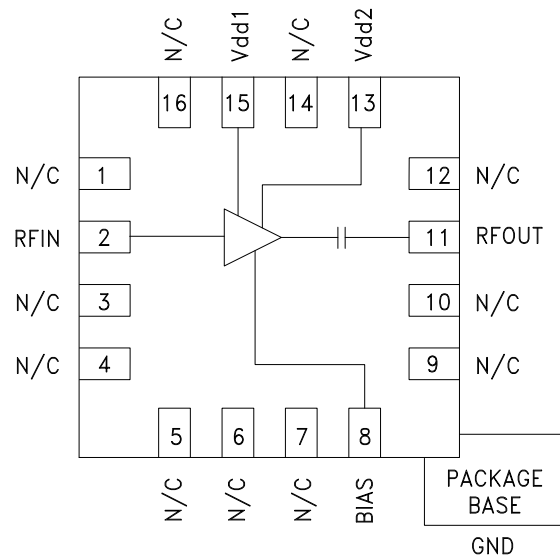 N/C
Vdd1
N/C
Vdd2
16
15
14
13
N/C
1
12
N/C
RFIN
2
11
RFOUT
N/C
3
10
N/C
N/C
4
9
N/C
5
6
7
8
N/C
N/C
N/C
BIAS
PACKAGE
BASE
GND